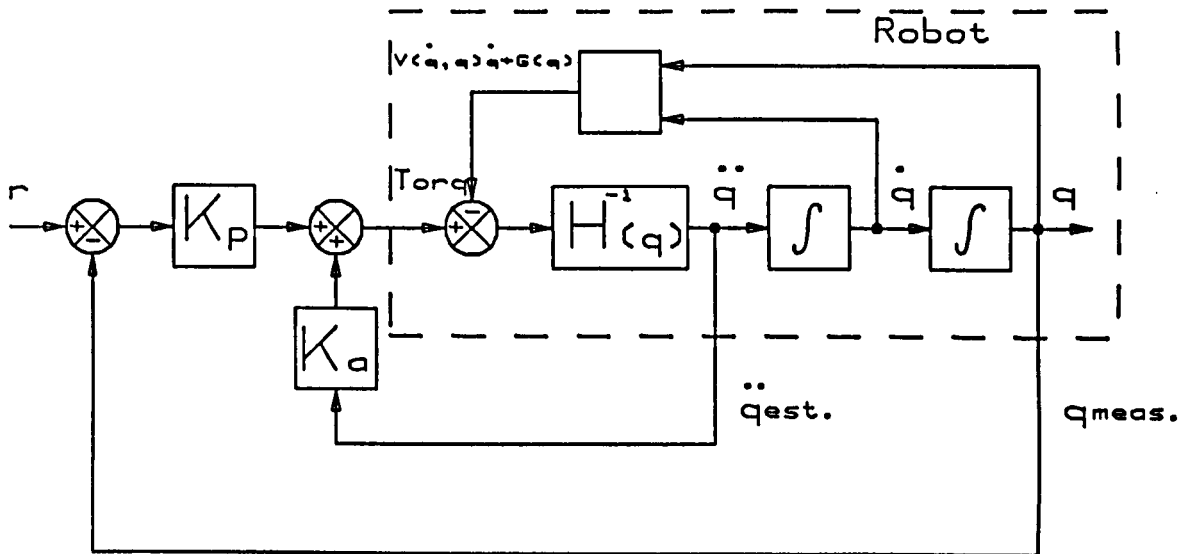 Robot
V(q̇,q)q̇+G(q)
r
Torq
q̈
q̇
q
+
-
Kp
+
+
+
-
H⁻¹(q)
∫
∫
Ka
q̈est.
qmeas.